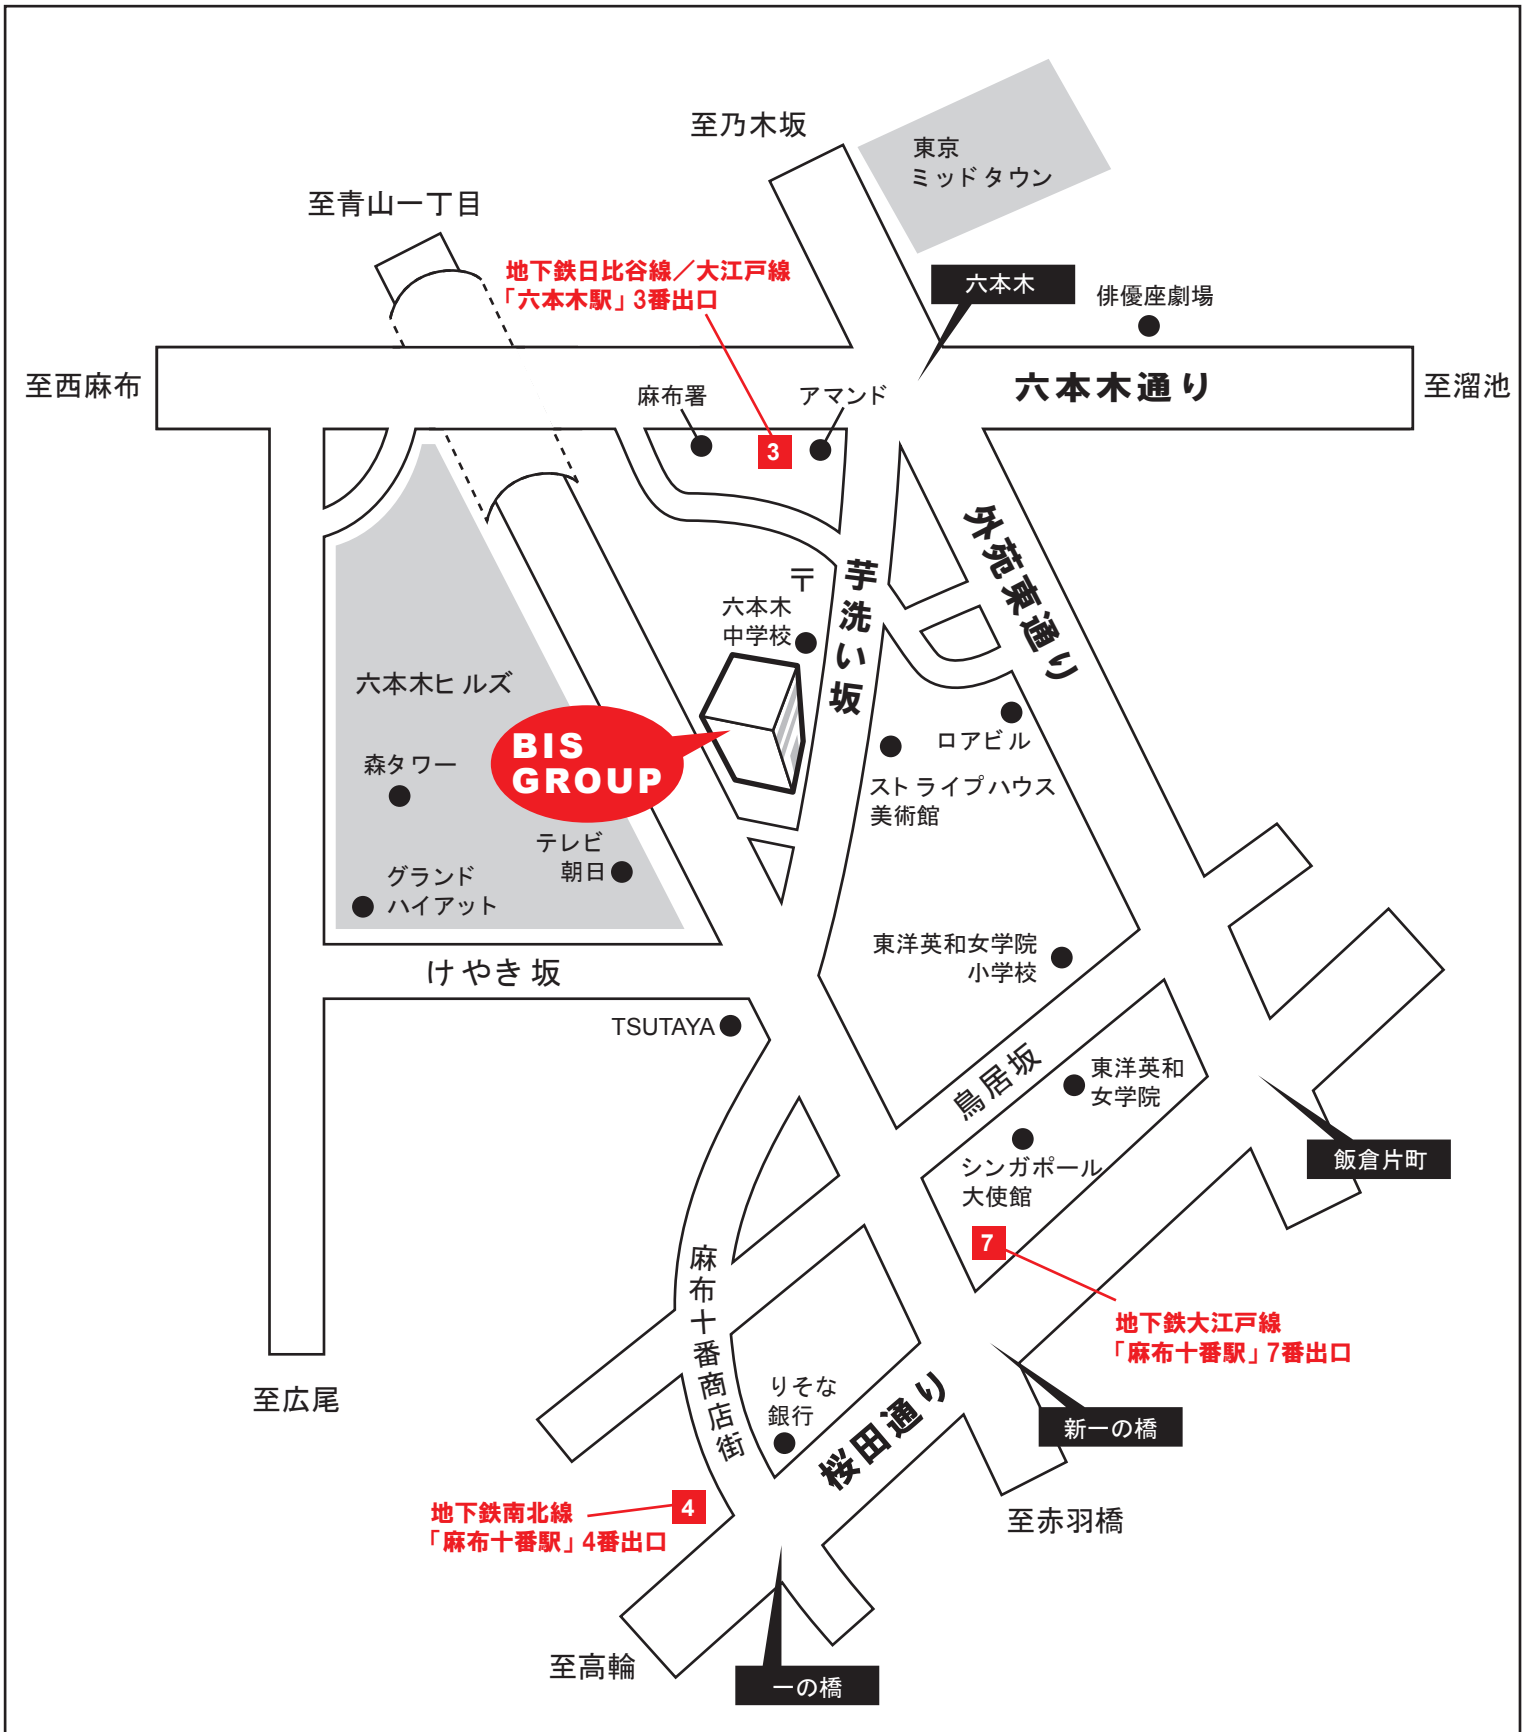 至乃木坂
東京
ミッドタウン
至青山一丁目
地下鉄日比谷線／大江戸線
「六本木駅」3番出口
六本木
俳優座劇場
至西麻布
麻布署
アマンド
六本木通り
至溜池
3
外苑東通り
〒
芋洗い坂
六本木
中学校
六本木ヒルズ
BIS
GROUP
ロアビル
森タワー
ストライプハウス
美術館
テレビ
朝日
グランド
ハイアット
東洋英和女学院
小学校
けやき坂
TSUTAYA
鳥居坂
東洋英和
女学院
シンガポール
大使館
飯倉片町
7
麻布十番商店街
地下鉄大江戸線
「麻布十番駅」7番出口
至広尾
りそな
銀行
桜田通り
新一の橋
地下鉄南北線
「麻布十番駅」4番出口
4
至赤羽橋
至高輪
一の橋